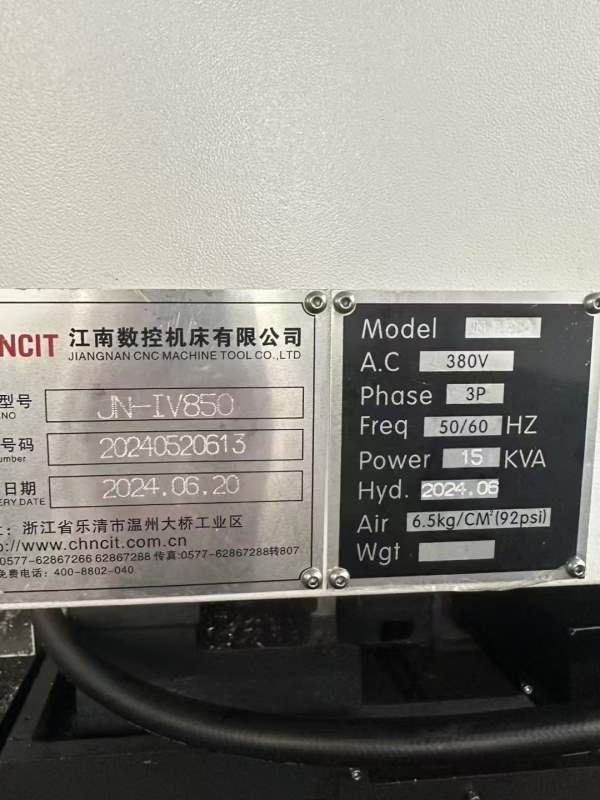 NCIT 江南数控机床有限公司
JIANGNAN CNC MACHINE TOOL CO.,LTD
型号 JN-IV850
NO
号码 20240520613
umber
日期 2024.06.20
ERY DATE
:浙江省乐清市温州大桥工业区
p://www.chncit.com.cn
0577-62867266 62867288 传真:0577-62867288转807
免费电话: 400-8802-040
Model
A.C 380V
Phase 3P
Freq 50/60 HZ
Power 15 KVA
Hyd. 2024.06
Air 6.5kg/CM²(92psi)
Wgt